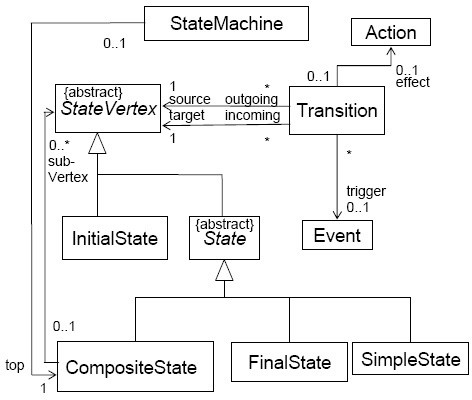 StateMachine
Action
0..1
{abstract}
StateVertex
1
source
outgoing
*
target
incoming
1
*
0..1
0..1
effect
Transition
0..*
sub-
Vertex
*
trigger
0..1
InitialState
{abstract}
State
Event
0..1
top
1
CompositeState
FinalState
SimpleState